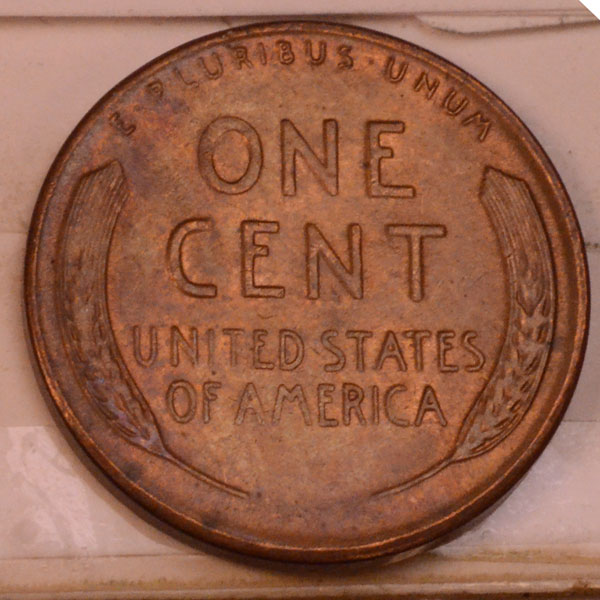 E·PLURIBUS·UNUM
ONE
CENT
UNITED STATES
OF AMERICA